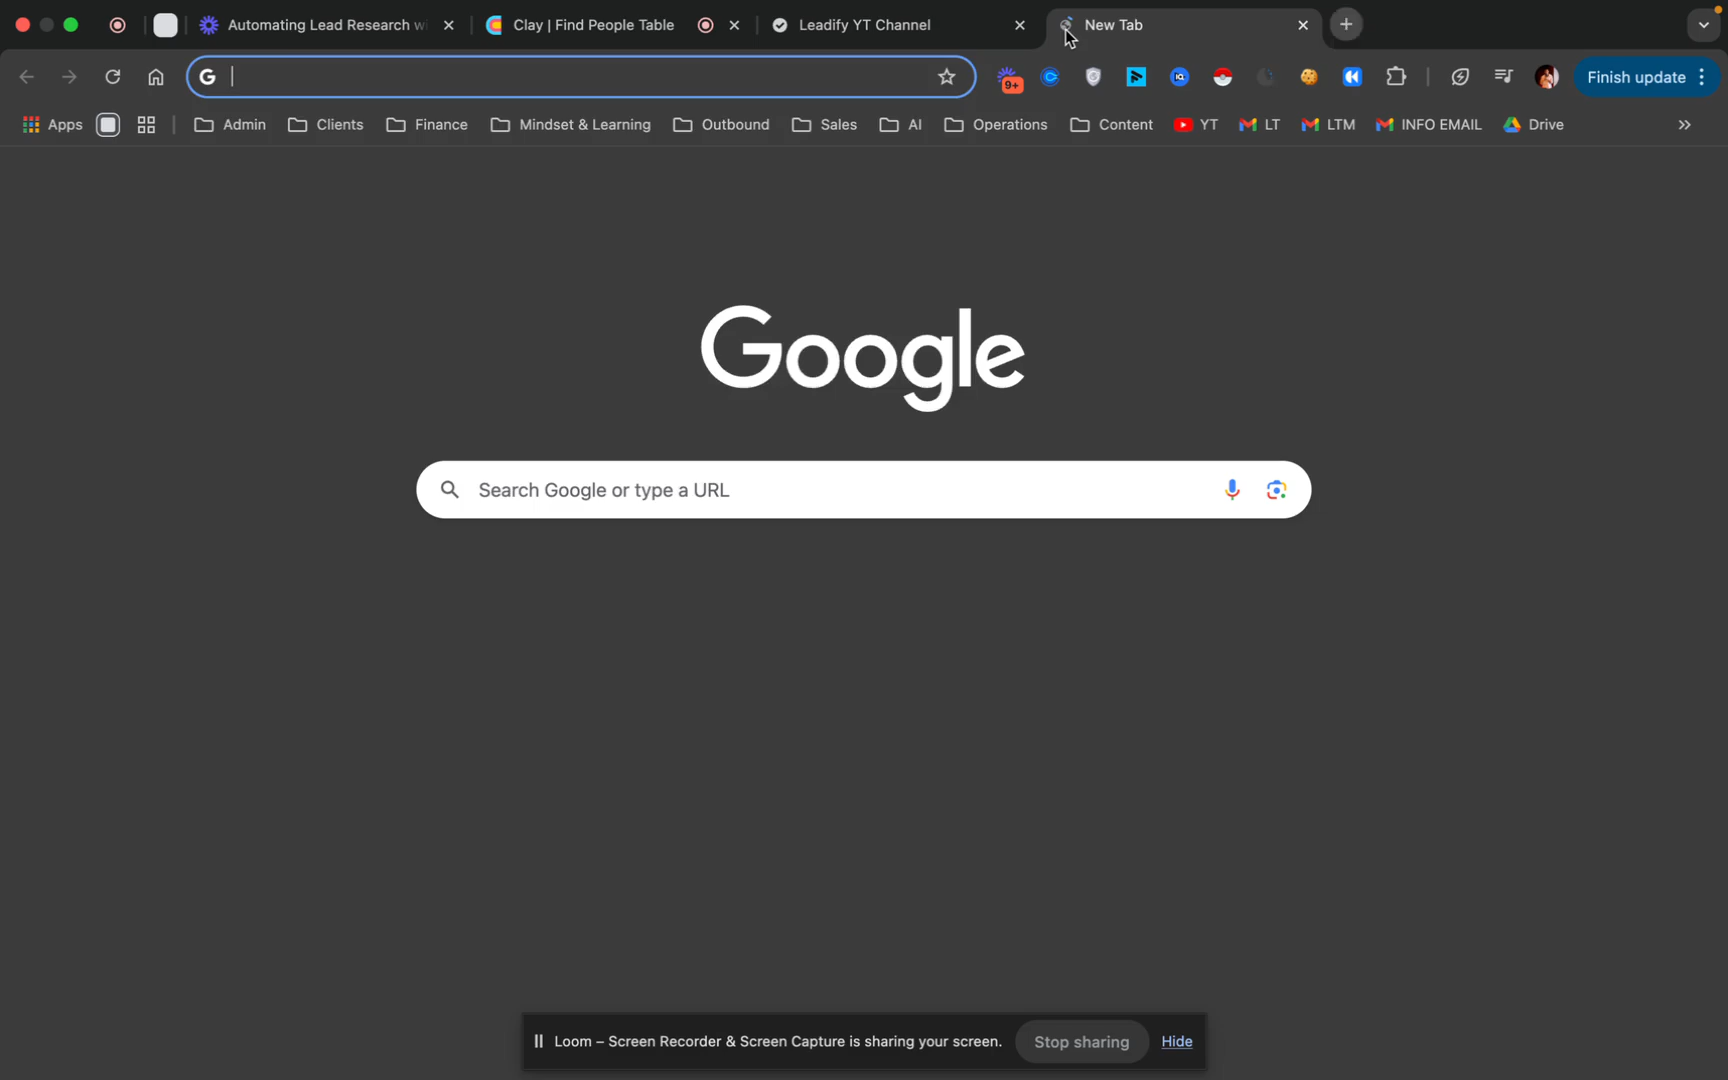 Automating Lead Research wi
Clay | Find People Table
Leadify YT Channel
New Tab
9+
Finish update
Apps
Admin
Clients
Finance
Mindset & Learning
Outbound
Sales
AI
Operations
Content
YT
LT
LTM
INFO EMAIL
Drive
Google
Search Google or type a URL
Loom – Screen Recorder & Screen Capture is sharing your screen.
Stop sharing
Hide